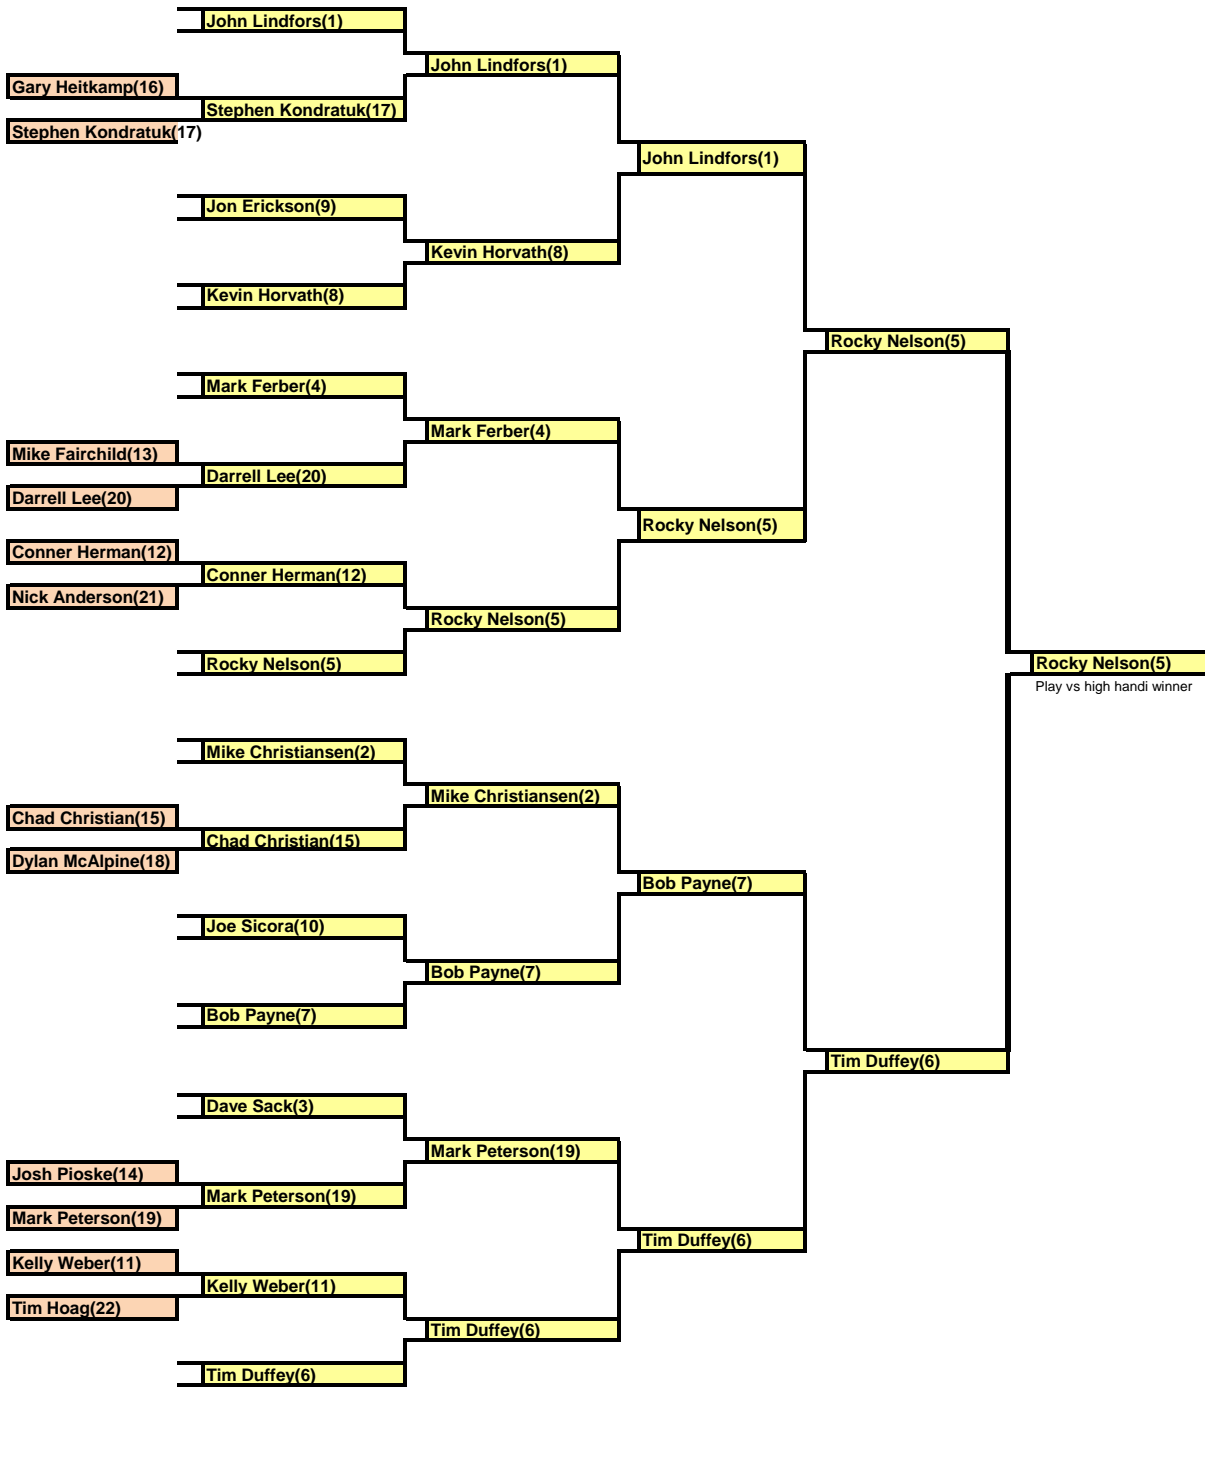 John Lindfors(1)
John Lindfors(1)
Gary Heitkamp(16)
Stephen Kondratuk(17)
Stephen Kondratuk(17)
John Lindfors(1)
Jon Erickson(9)
Kevin Horvath(8)
Kevin Horvath(8)
Rocky Nelson(5)
Mark Ferber(4)
Mark Ferber(4)
Mike Fairchild(13)
Darrell Lee(20)
Darrell Lee(20)
Rocky Nelson(5)
Conner Herman(12)
Conner Herman(12)
Nick Anderson(21)
Rocky Nelson(5)
Rocky Nelson(5)
Rocky Nelson(5)
Play vs high handi winner
Mike Christiansen(2)
Mike Christiansen(2)
Chad Christian(15)
Chad Christian(15)
Dylan McAlpine(18)
Bob Payne(7)
Joe Sicora(10)
Bob Payne(7)
Bob Payne(7)
Tim Duffey(6)
Dave Sack(3)
Mark Peterson(19)
Josh Pioske(14)
Mark Peterson(19)
Mark Peterson(19)
Tim Duffey(6)
Kelly Weber(11)
Kelly Weber(11)
Tim Hoag(22)
Tim Duffey(6)
Tim Duffey(6)